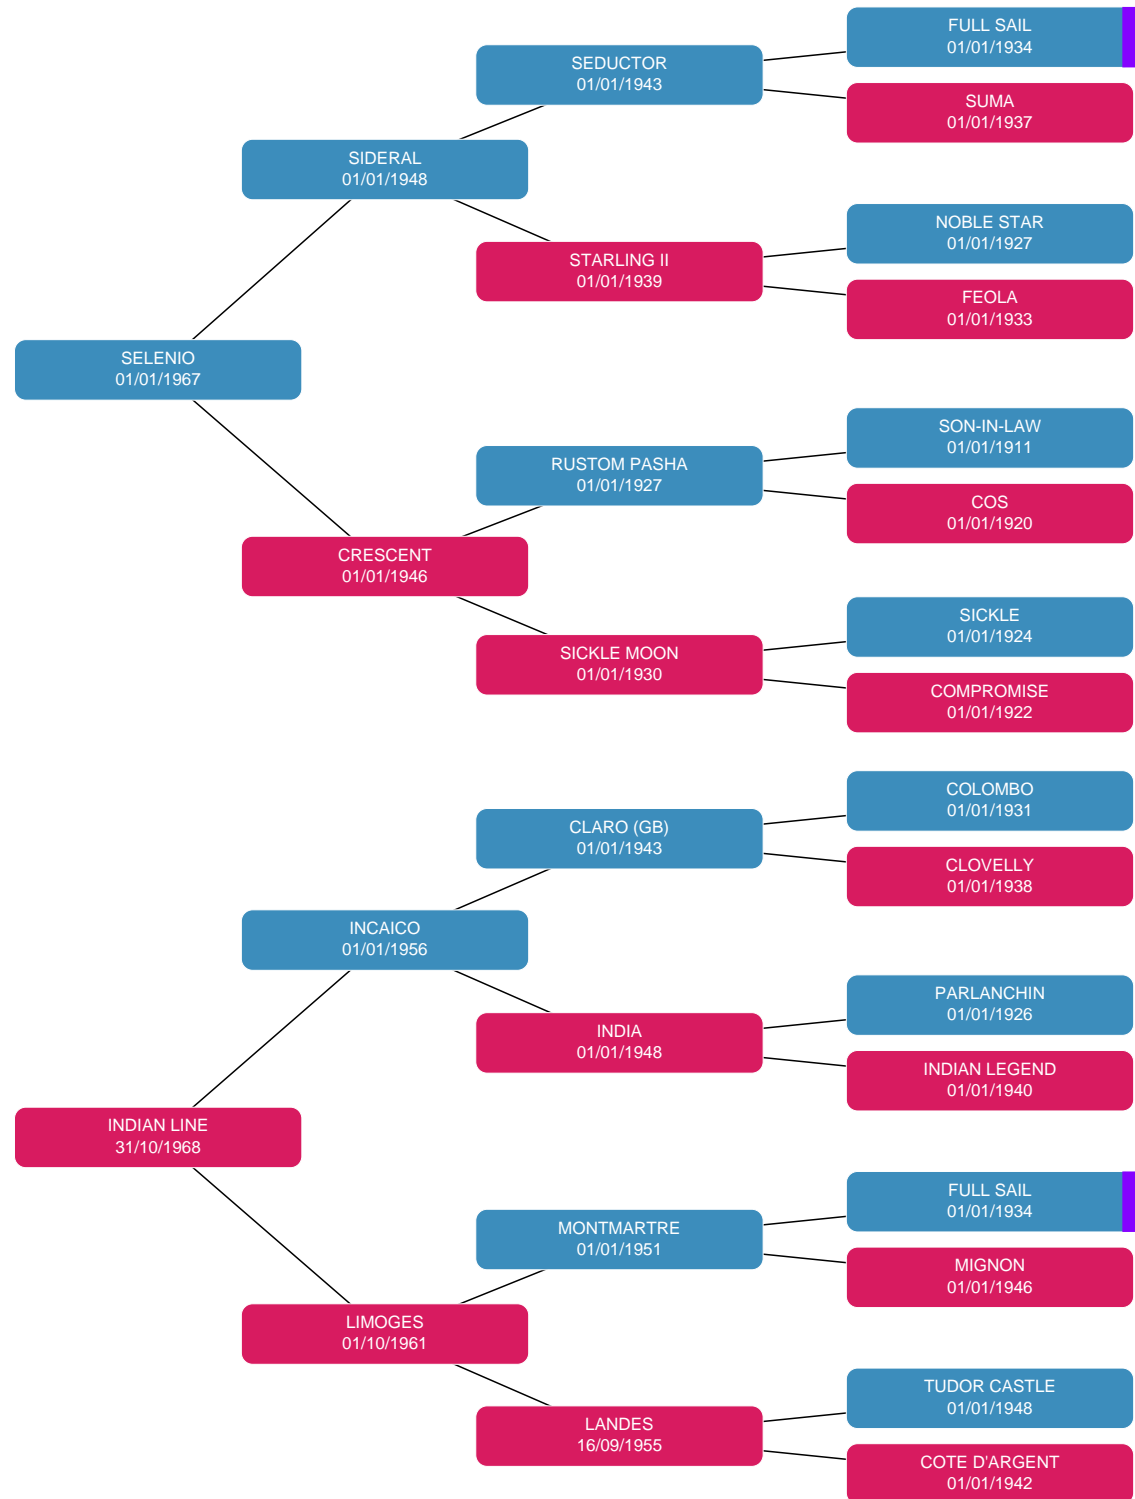 FULL SAIL
01/01/1934
SEDUCTOR
01/01/1943
SUMA
01/01/1937
SIDERAL
01/01/1948
NOBLE STAR
01/01/1927
STARLING II
01/01/1939
FEOLA
01/01/1933
SELENIO
01/01/1967
SON-IN-LAW
01/01/1911
RUSTOM PASHA
01/01/1927
COS
01/01/1920
CRESCENT
01/01/1946
SICKLE
01/01/1924
SICKLE MOON
01/01/1930
COMPROMISE
01/01/1922
COLOMBO
01/01/1931
CLARO (GB)
01/01/1943
CLOVELLY
01/01/1938
INCAICO
01/01/1956
PARLANCHIN
01/01/1926
INDIA
01/01/1948
INDIAN LEGEND
01/01/1940
INDIAN LINE
31/10/1968
FULL SAIL
01/01/1934
MONTMARTRE
01/01/1951
MIGNON
01/01/1946
LIMOGES
01/10/1961
TUDOR CASTLE
01/01/1948
LANDES
16/09/1955
COTE D'ARGENT
01/01/1942